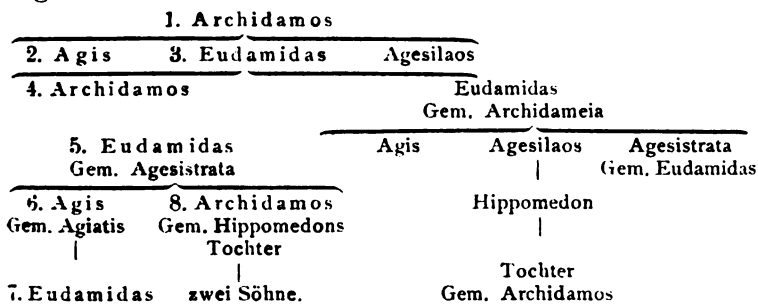 1. Archidamos
2. Agis 3. Eudamidas Agesilaos
4. Archidamos Eudamidas
Gem. Archidameia
5. Eudamidas Agis Agesilaos Agesistrata
Gem. Agesistrata Gem. Eudamidas
6. Agis 8. Archidamos Hippomedon
Gem. Agiatis Gem. Hippomedons
Tochter
Tochter
7. Eudamidas zwei Söhne. Gem. Archidamos